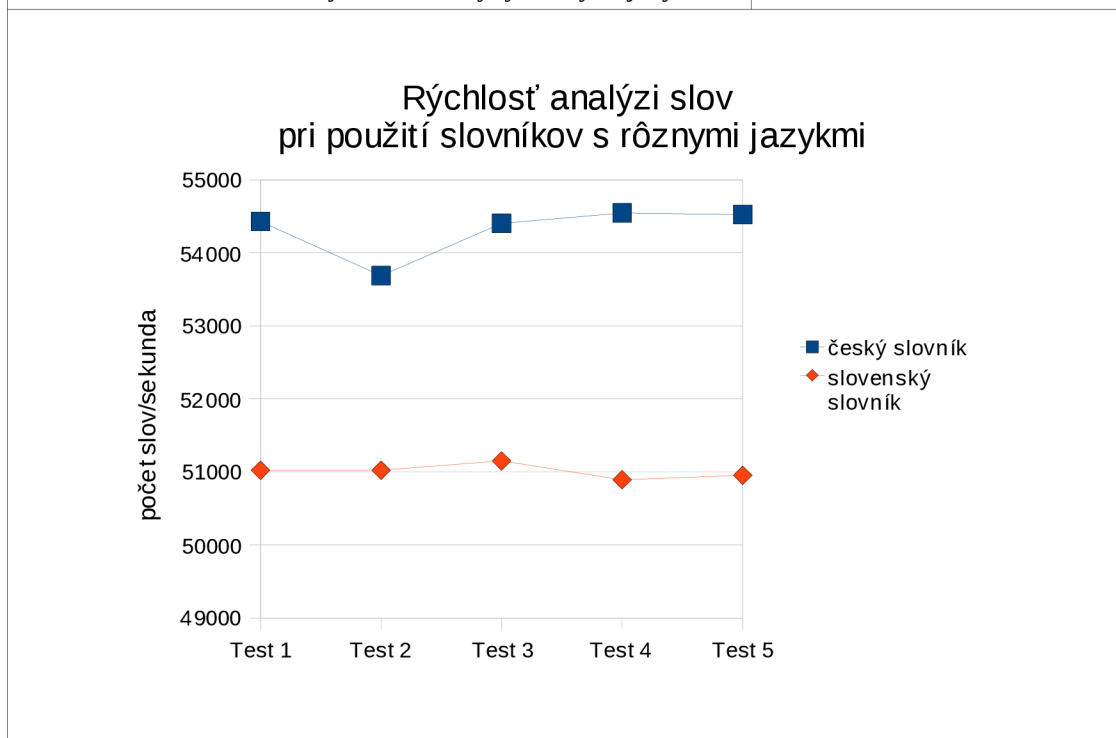 Rýchlosť analýzi slov
pri použití slovníkov s rôznymi jazykmi
55000
54000
53000
52000
51000
50000
49000
počet slov/sekunda
Test 1 Test 2 Test 3 Test 4 Test 5
český slovník
slovenský
slovník